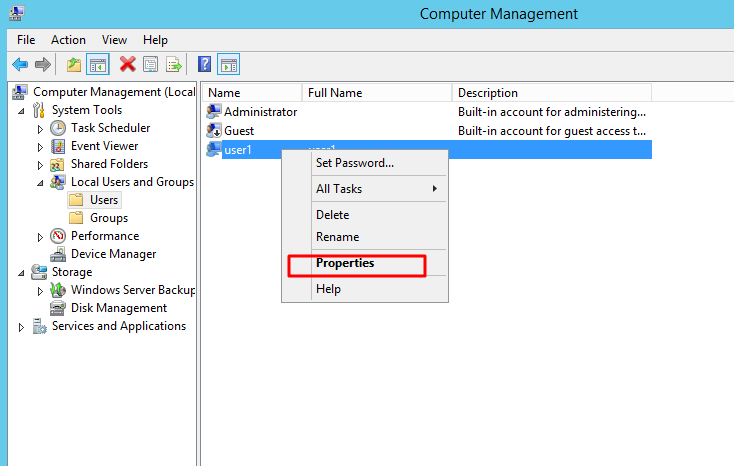 Computer Management
File Action View Help
Computer Management (Local
System Tools
Task Scheduler
Event Viewer
Shared Folders
Local Users and Groups
Users
Groups
Performance
Device Manager
Storage
Windows Server Backup
Disk Management
Services and Applications
Name Full Name Description
Administrator Built-in account for administering...
Guest Built-in account for guest access t...
user1 user1
Set Password...
All Tasks
Delete
Rename
Properties
Help